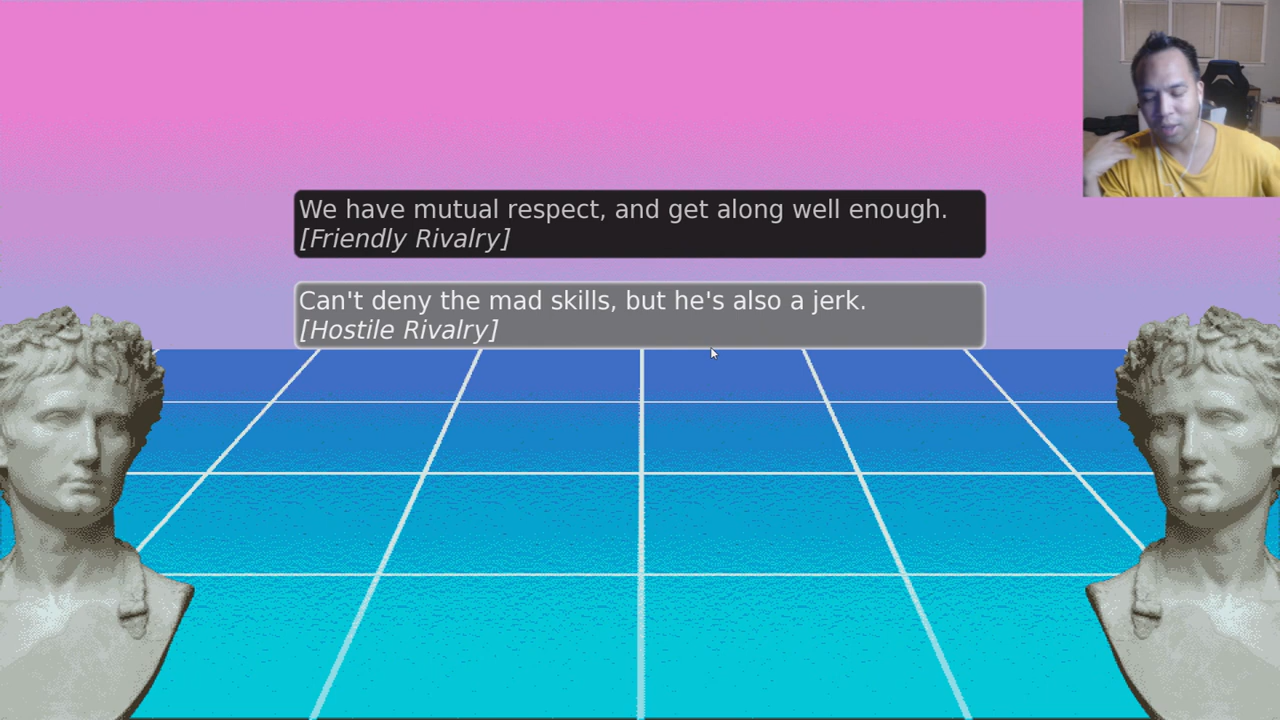 We have mutual respect, and get along well enough.
[Friendly Rivalry]
Can't deny the mad skills, but he's also a jerk.
[Hostile Rivalry]